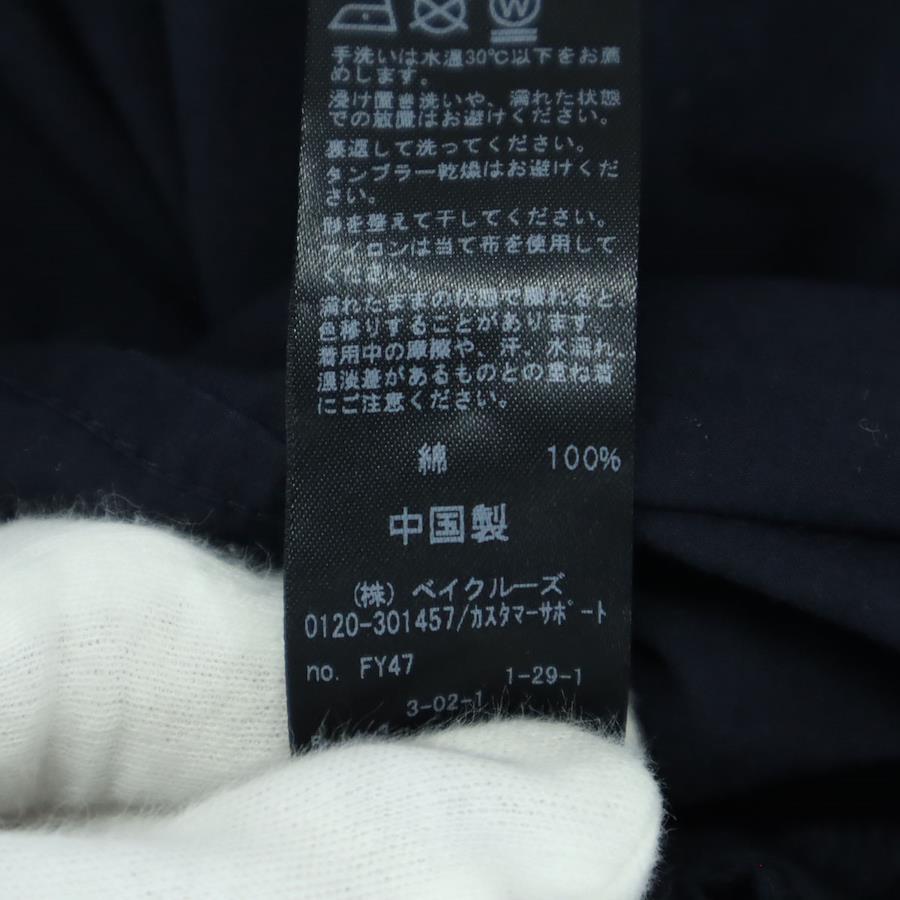 W
手洗いは水温30℃以下をお薦
めします。
浸け置き洗いや、濡れた状態
での放置はお避けください。
裏返して洗ってください。
タンブラー乾燥はお避けくだ
さい。
形を整えて干してください。
アイロンは当て布を使用して
ください。
濡れたままの状態で触れると
色移りすることがあります。
着用中の摩擦や、汗、水濡れ、
濃淡差があるものとの重ね着
にご注意ください。
綿 100%
中国製
(株) ベイクルーズ
0120-301457/カスタマーサポート
no. FY47
1-29-1
3-02-1